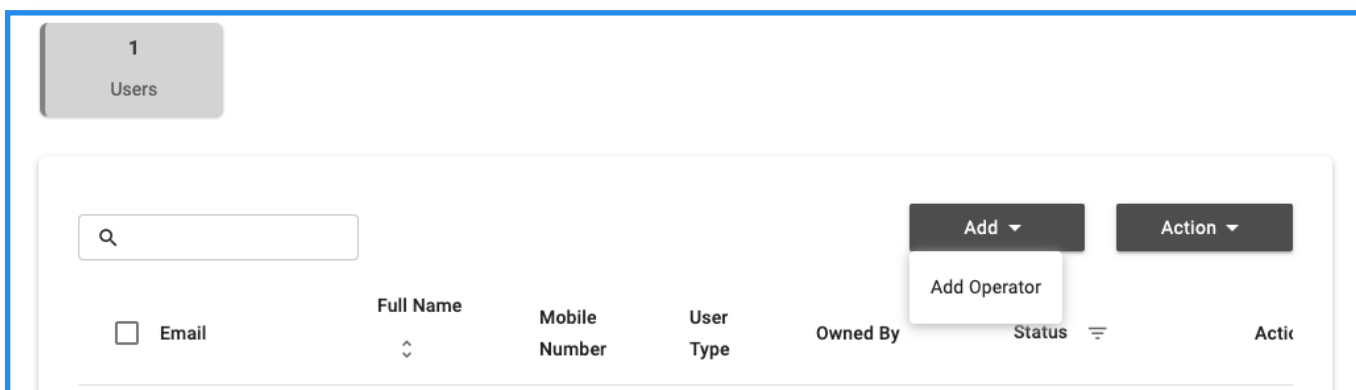 1
Users
Add
Action
Add Operator
Email
Full Name
Mobile
Number
User
Type
Owned By
Status